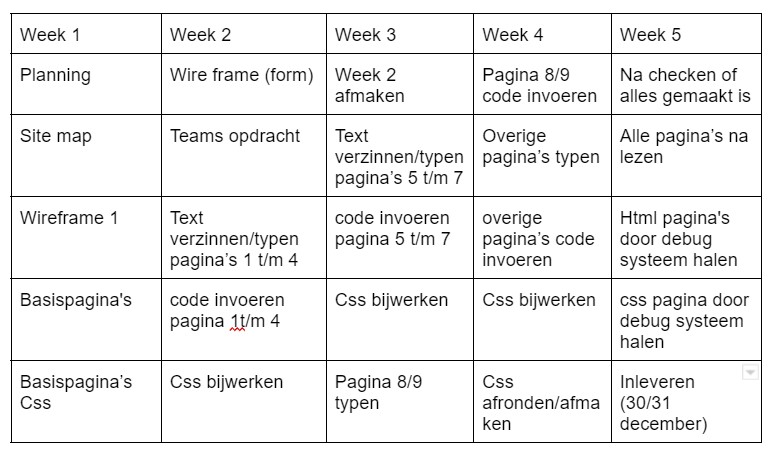 Week 1 Week 2 Week 3 Week 4 Week 5
Planning Wire frame (form) Week 2 Pagina 8/9 Na checken of
afmaken code invoeren alles gemaakt is
Site map Teams opdracht Text Overige Alle pagina's na
verzinnen/typen pagina's typen lezen
pagina's 5 t/m 7
Wireframe 1 Text code invoeren overige Html pagina's
verzinnen/typen pagina 5 t/m 7 pagina's code door debug
pagina's 1 t/m 4 invoeren systeem halen
Basispagina's code invoeren Css bijwerken Css bijwerken css pagina door
pagina 1t/m 4 debug systeem
halen
Basispagina's Css bijwerken Pagina 8/9 Css Inleveren
Css typen afronden/afma (30/31
ken december)